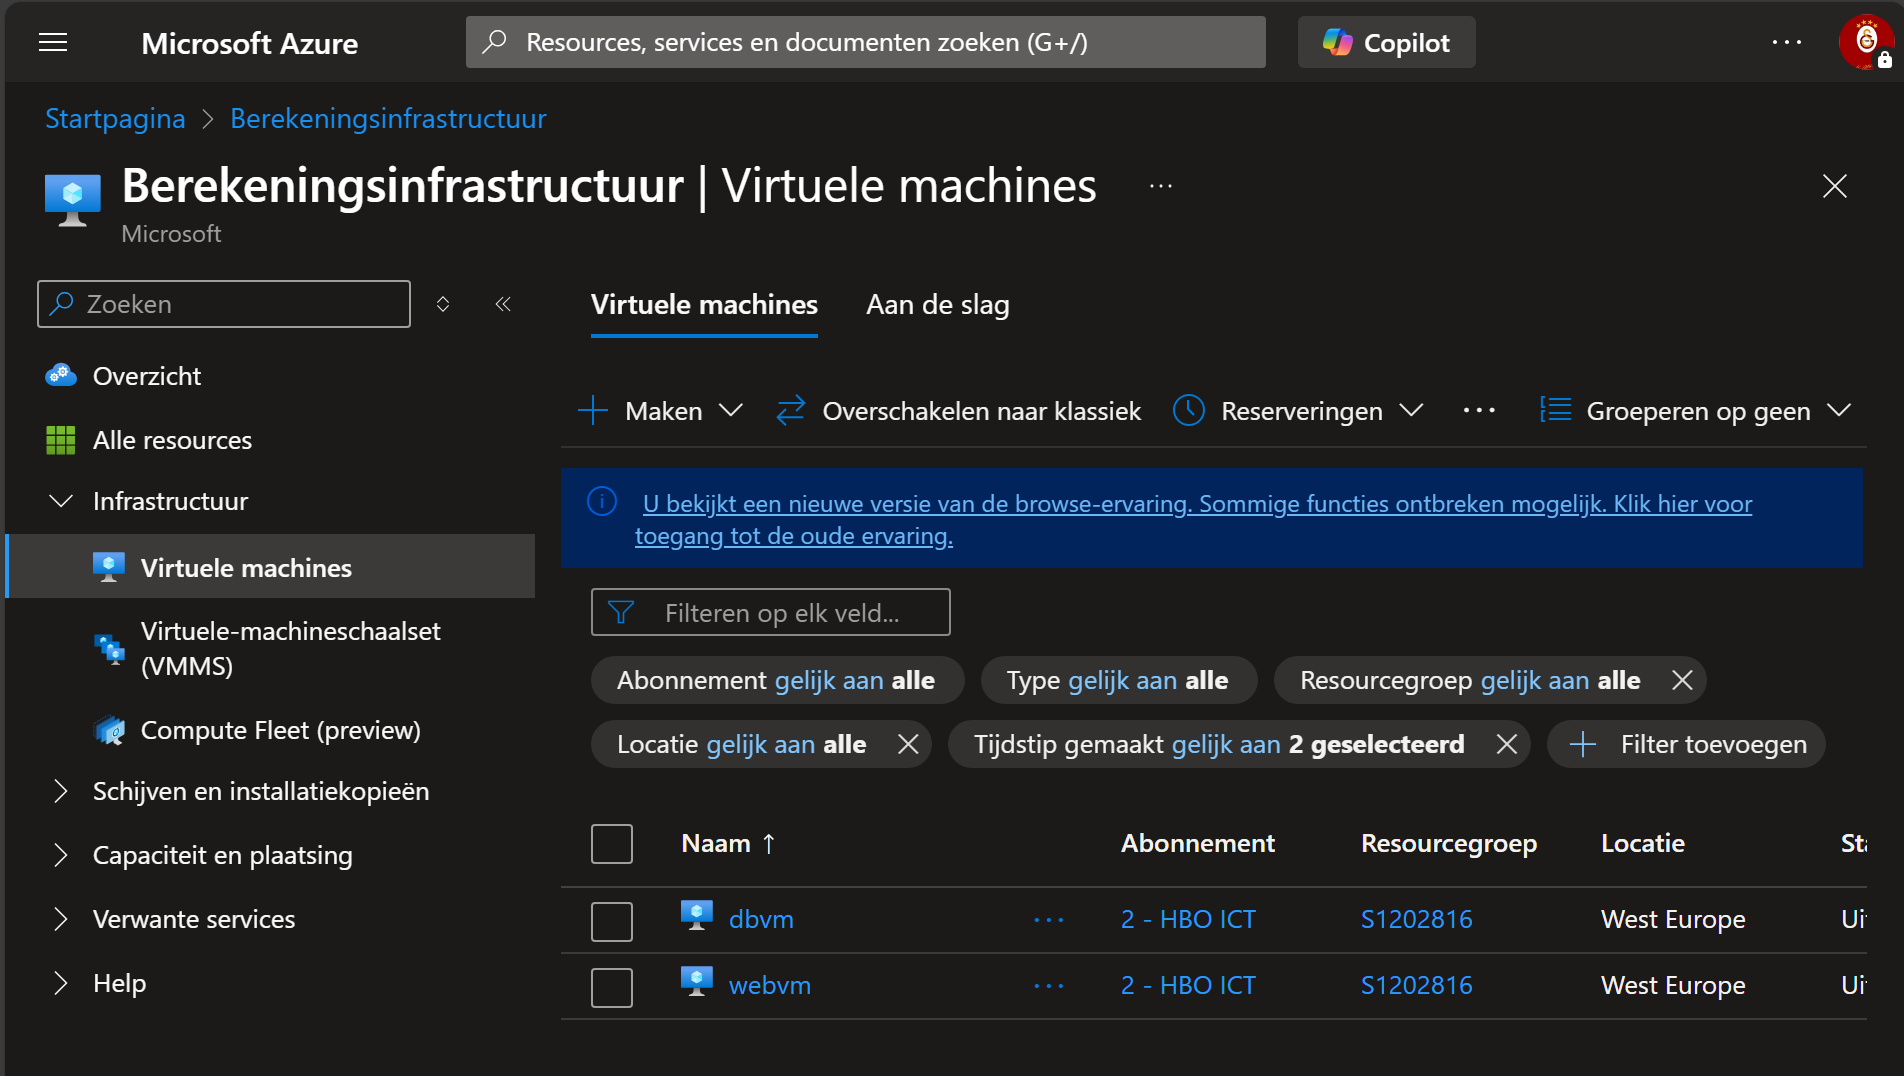 Microsoft Azure
Resources, services en documenten zoeken (G+/)
Copilot
Startpagina > Berekeningsinfrastructuur
Berekeningsinfrastructuur | Virtuele machines
Microsoft
Zoeken
Overzicht
Alle resources
Infrastructuur
Virtuele machines
Virtuele-machineschaalset
(VMMS)
Compute Fleet (preview)
Schijven en installatiekopieën
Capaciteit en plaatsing
Verwante services
Help
Virtuele machines Aan de slag
Maken Overschakelen naar klassiek Reserveringen Groeperen op geen
U bekijkt een nieuwe versie van de browse-ervaring. Sommige functies ontbreken mogelijk. Klik hier voor
toegang tot de oude ervaring.
Filteren op elk veld...
Abonnement gelijk aan alle Type gelijk aan alle Resourcegroep gelijk aan alle
Locatie gelijk aan alle Tijdstip gemaakt gelijk aan 2 geselecteerd Filter toevoegen
Naam ↑ Abonnement Resourcegroep Locatie
dbvm 2 - HBO ICT S1202816 West Europe
webvm 2 - HBO ICT S1202816 West Europe